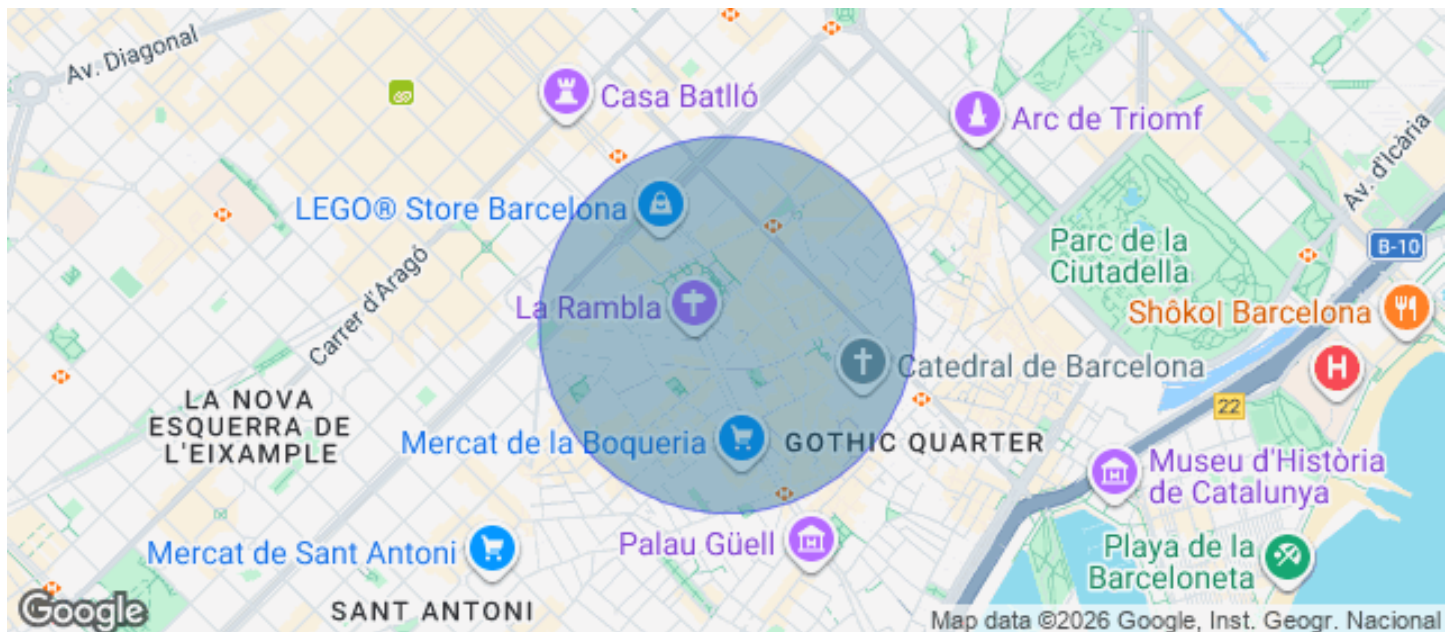 Av. Diagonal
Casa Batlló
Arc de Triomf
Av. d'Icària
LEGO® Store Barcelona
Parc de la
Ciutadella
B-10
Carrer d'Aragó
La Rambla
Shôko| Barcelona
H
Catedral de Barcelona
22
LA NOVA
ESQUERRA DE
L'EIXAMPLE
Mercat de la Boqueria
GOTHIC QUARTER
Museu d'Història
de Catalunya
Mercat de Sant Antoni
Palau Güell
Playa de la
Barceloneta
SANT ANTONI
Google
Map data ©2026 Google, Inst. Geogr. Nacional